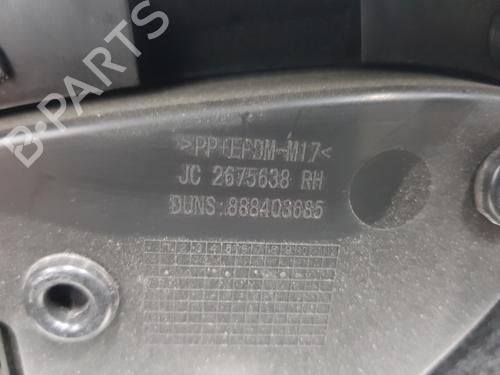 >PP+EPDM-M17<
JC 2675638 RH
DUNS:888403685
B-PARTS